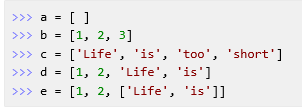 >>> a = [ ]
>>> b = [1, 2, 3]
>>> c = ['Life', 'is', 'too', 'short']
>>> d = [1, 2, 'Life', 'is']
>>> e = [1, 2, ['Life', 'is']]